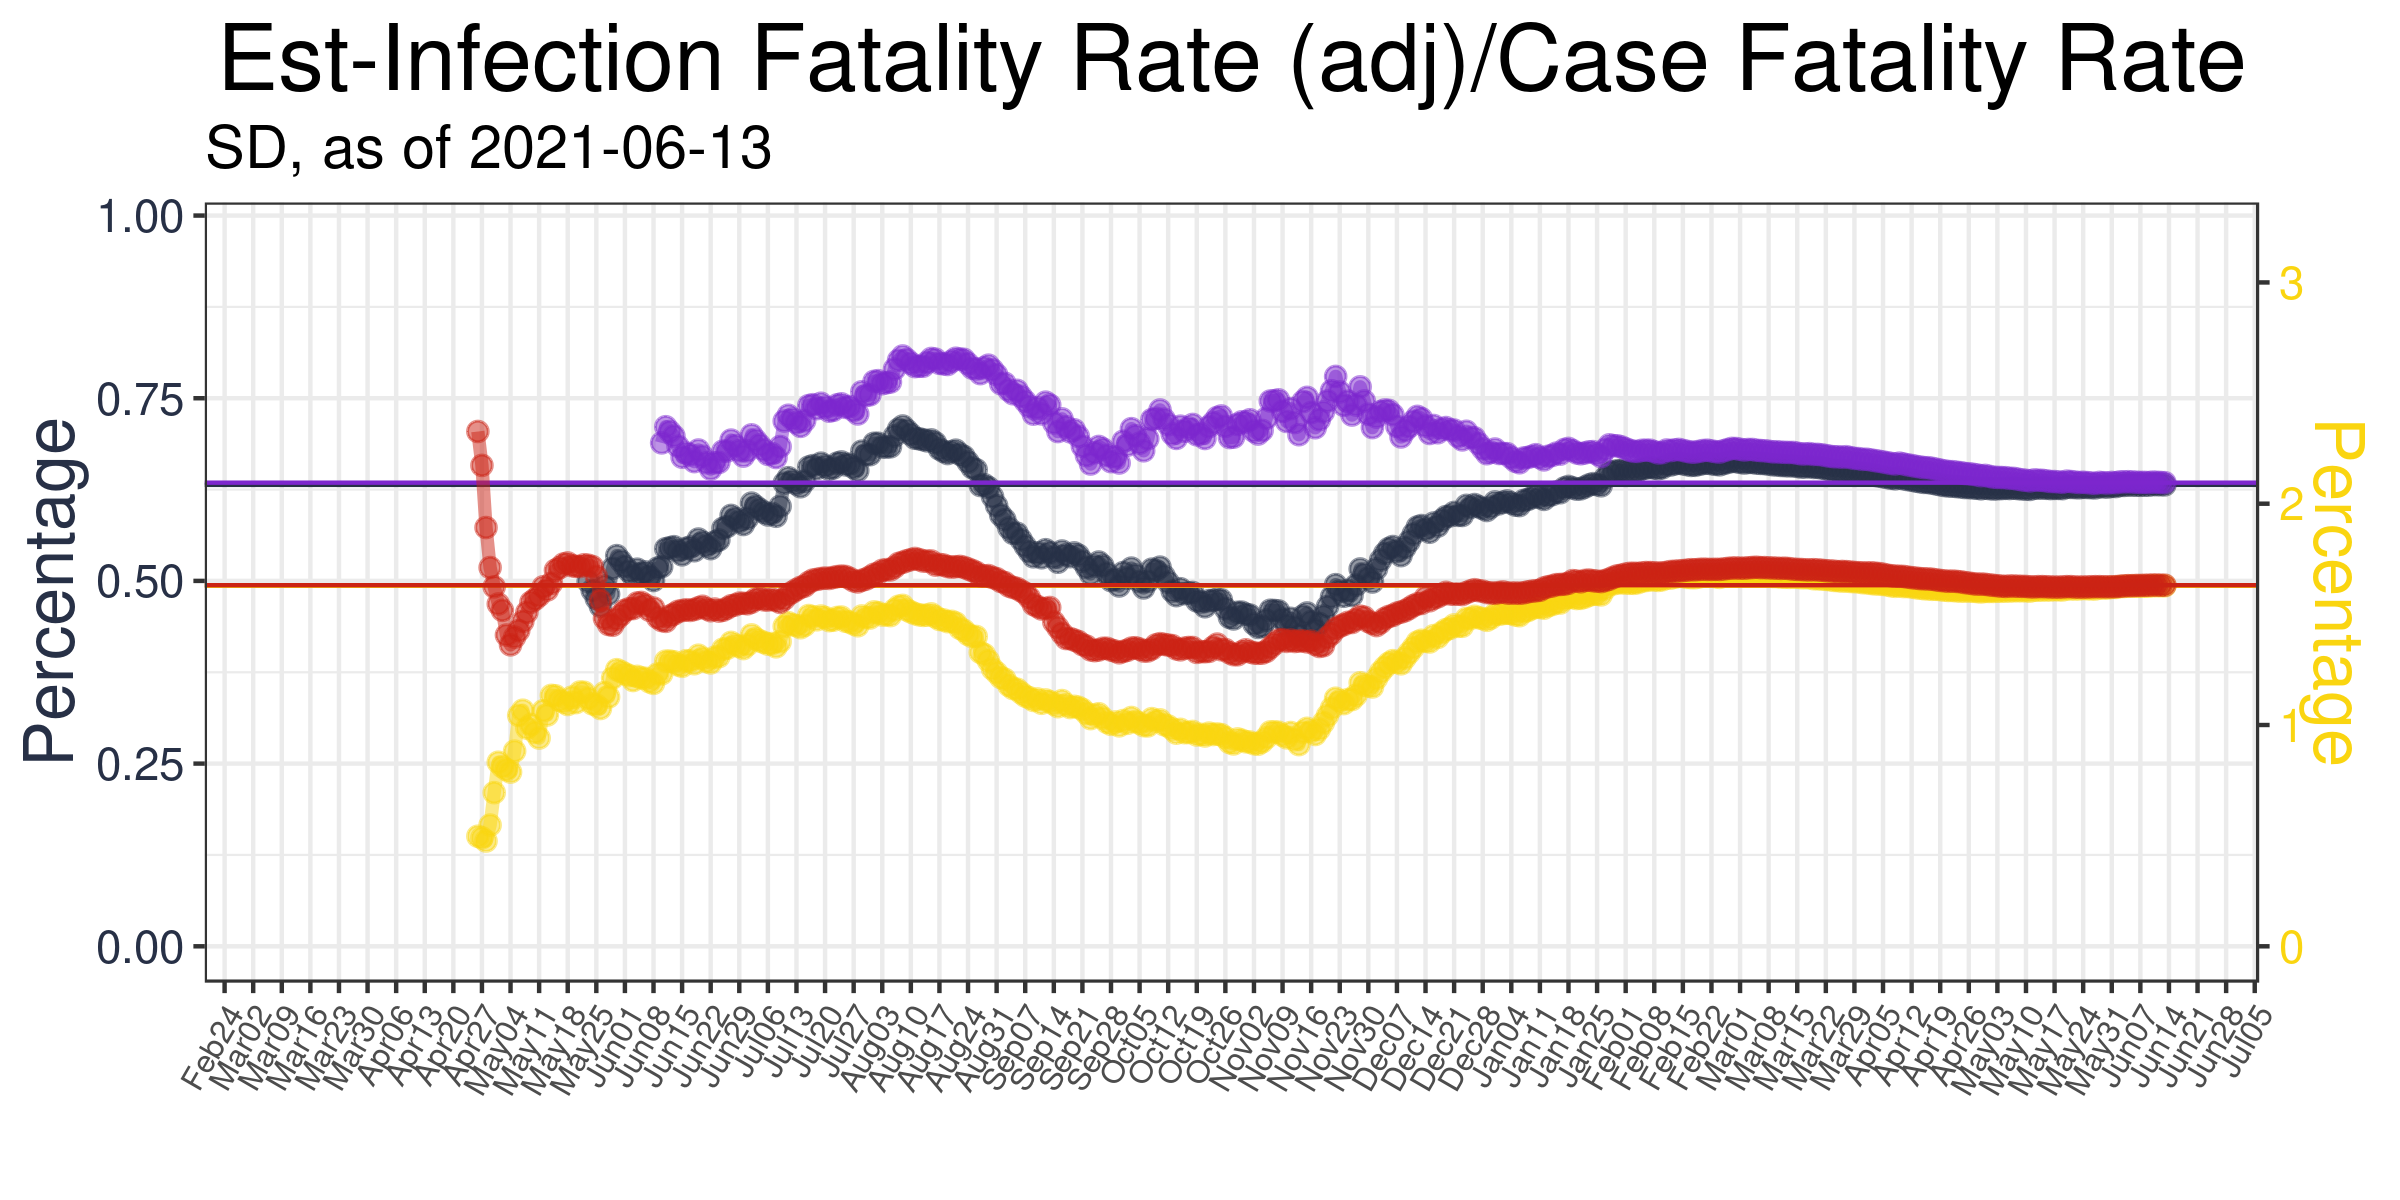 Est-Infection Fatality Rate (adj)/Case Fatality Rate
SD, as of 2021-06-13
Percentage
1.00
0.75
0.50
0.25
0.00
3
2
1
0
Percentage
Feb24 Mar02 Mar09 Mar16 Mar23 Mar30 Apr06 Apr13 Apr20 Apr27 May04 May11 May18 May25 Jun01 Jun08 Jun15 Jun22 Jun29 Jul06 Jul13 Jul20 Jul27 Aug03 Aug10 Aug17 Aug24 Aug31 Sep07 Sep14 Sep21 Sep28 Oct05 Oct12 Oct19 Oct26 Nov02 Nov09 Nov16 Nov23 Nov30 Dec07 Dec14 Dec21 Dec28 Jan04 Jan11 Jan18 Jan25 Feb01 Feb08 Feb15 Feb22 Mar01 Mar08 Mar15 Mar22 Mar29 Apr05 Apr12 Apr19 Apr26 May03 May10 May17 May24 May31 Jun07 Jun14 Jun21 Jun28 Jul05